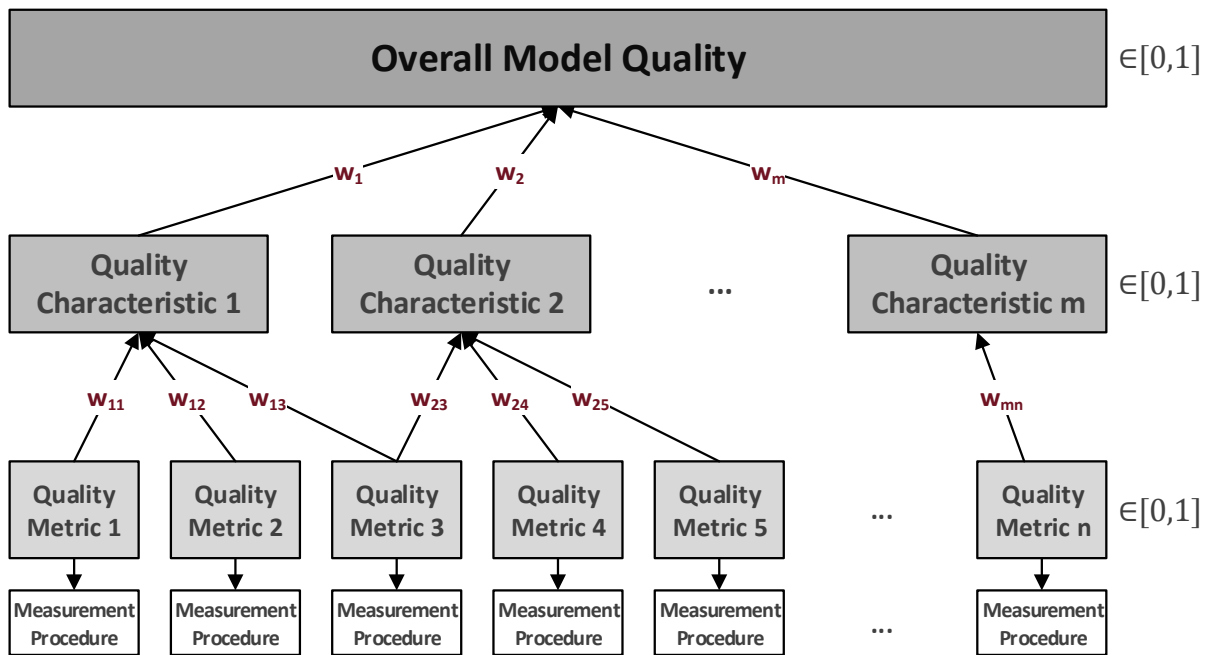 Overall Model Quality
∈[0,1]
w₁
w₂
wₘ
Quality
Characteristic 1
Quality
Characteristic 2
...
Quality
Characteristic m
∈[0,1]
w₁₁
w₁₂
w₁₃
w₂₃
w₂₄
w₂₅
wₘₙ
Quality
Metric 1
Quality
Metric 2
Quality
Metric 3
Quality
Metric 4
Quality
Metric 5
...
Quality
Metric n
∈[0,1]
Measurement
Procedure
Measurement
Procedure
Measurement
Procedure
Measurement
Procedure
Measurement
Procedure
...
Measurement
Procedure